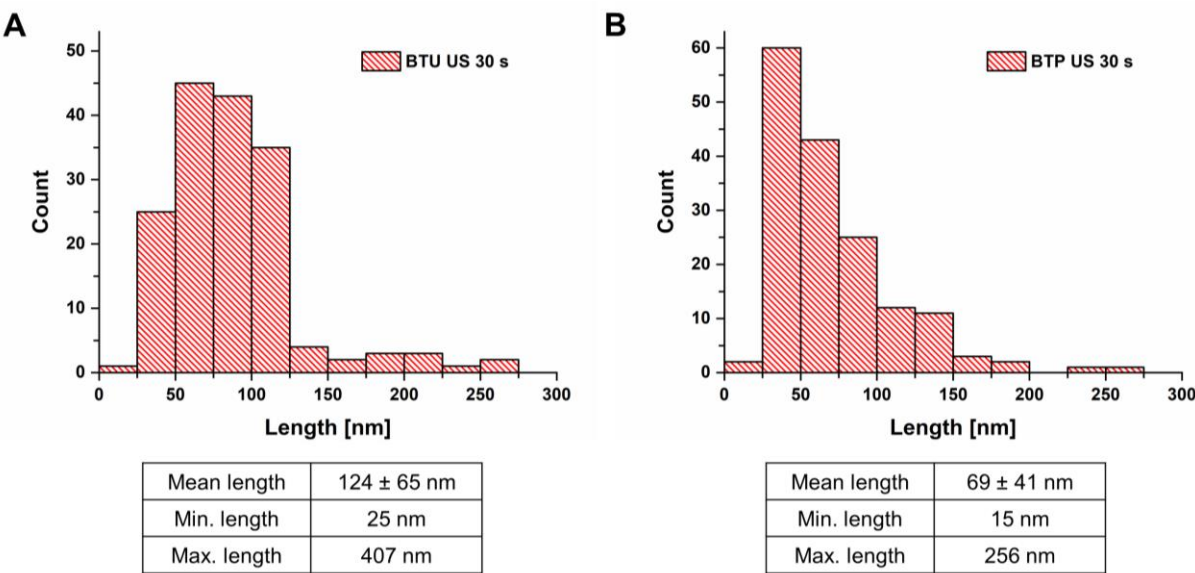 A
BTU US 30 s
50
40
30
20
10
0
Count
0 50 100 150 200 250 300
Length [nm]
Mean length 124 ± 65 nm
Min. length 25 nm
Max. length 407 nm
B
BTP US 30 s
60
50
40
30
20
10
0
Count
0 50 100 150 200 250 300
Length [nm]
Mean length 69 ± 41 nm
Min. length 15 nm
Max. length 256 nm